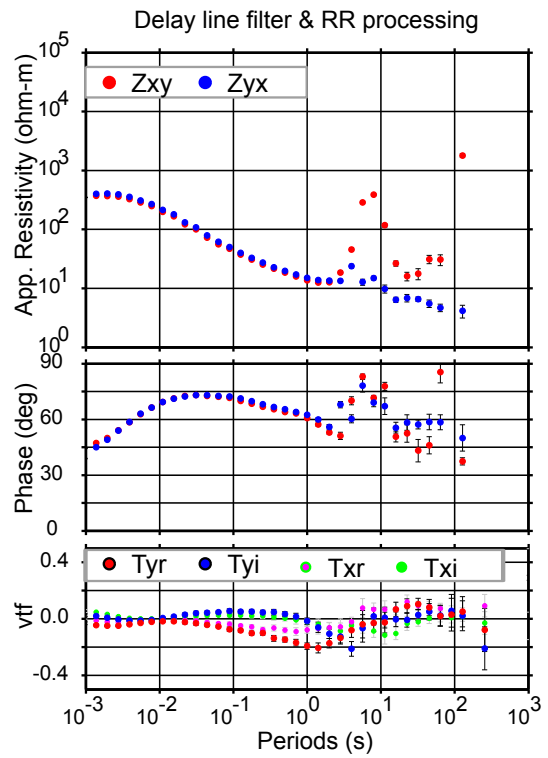 Delay line filter & RR processing
App. Resistivity (ohm-m)
10^5
10^4
10^3
10^2
10^1
10^0
Zxy Zyx
Phase (deg)
90
60
30
0
vtf
0.4
0.0
-0.4
Tyr Tyi Txr Txi
10^-3 10^-2 10^-1 10^0 10^1 10^2 10^3
Periods (s)